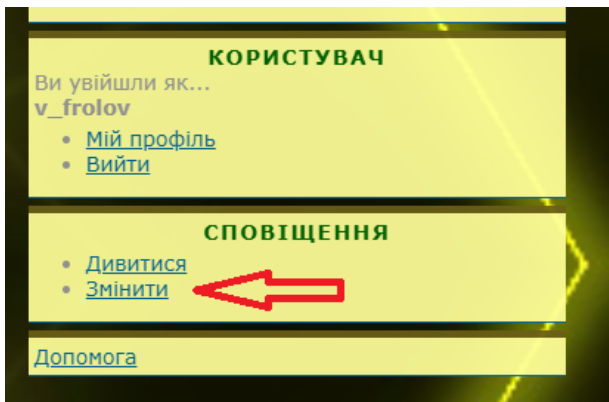 КОРИСТУВАЧ
Ви увійшли як...
v_frolov
Мій профіль
Вийти
СПОВІЩЕННЯ
Дивитися
Змінити
Допомога